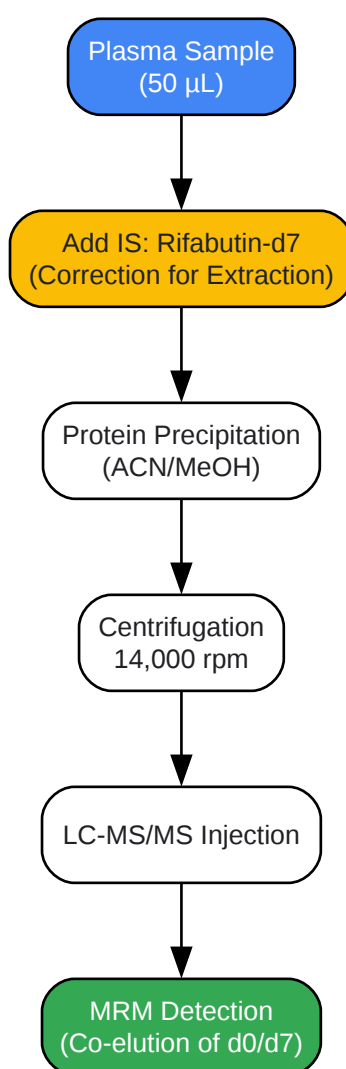 Plasma Sample
(50 µL)
Add IS: Rifabutin-d7
(Correction for Extraction)
Protein Precipitation
(ACN/MeOH)
Centrifugation
14,000 rpm
LC-MS/MS Injection
MRM Detection
(Co-elution of d0/d7)